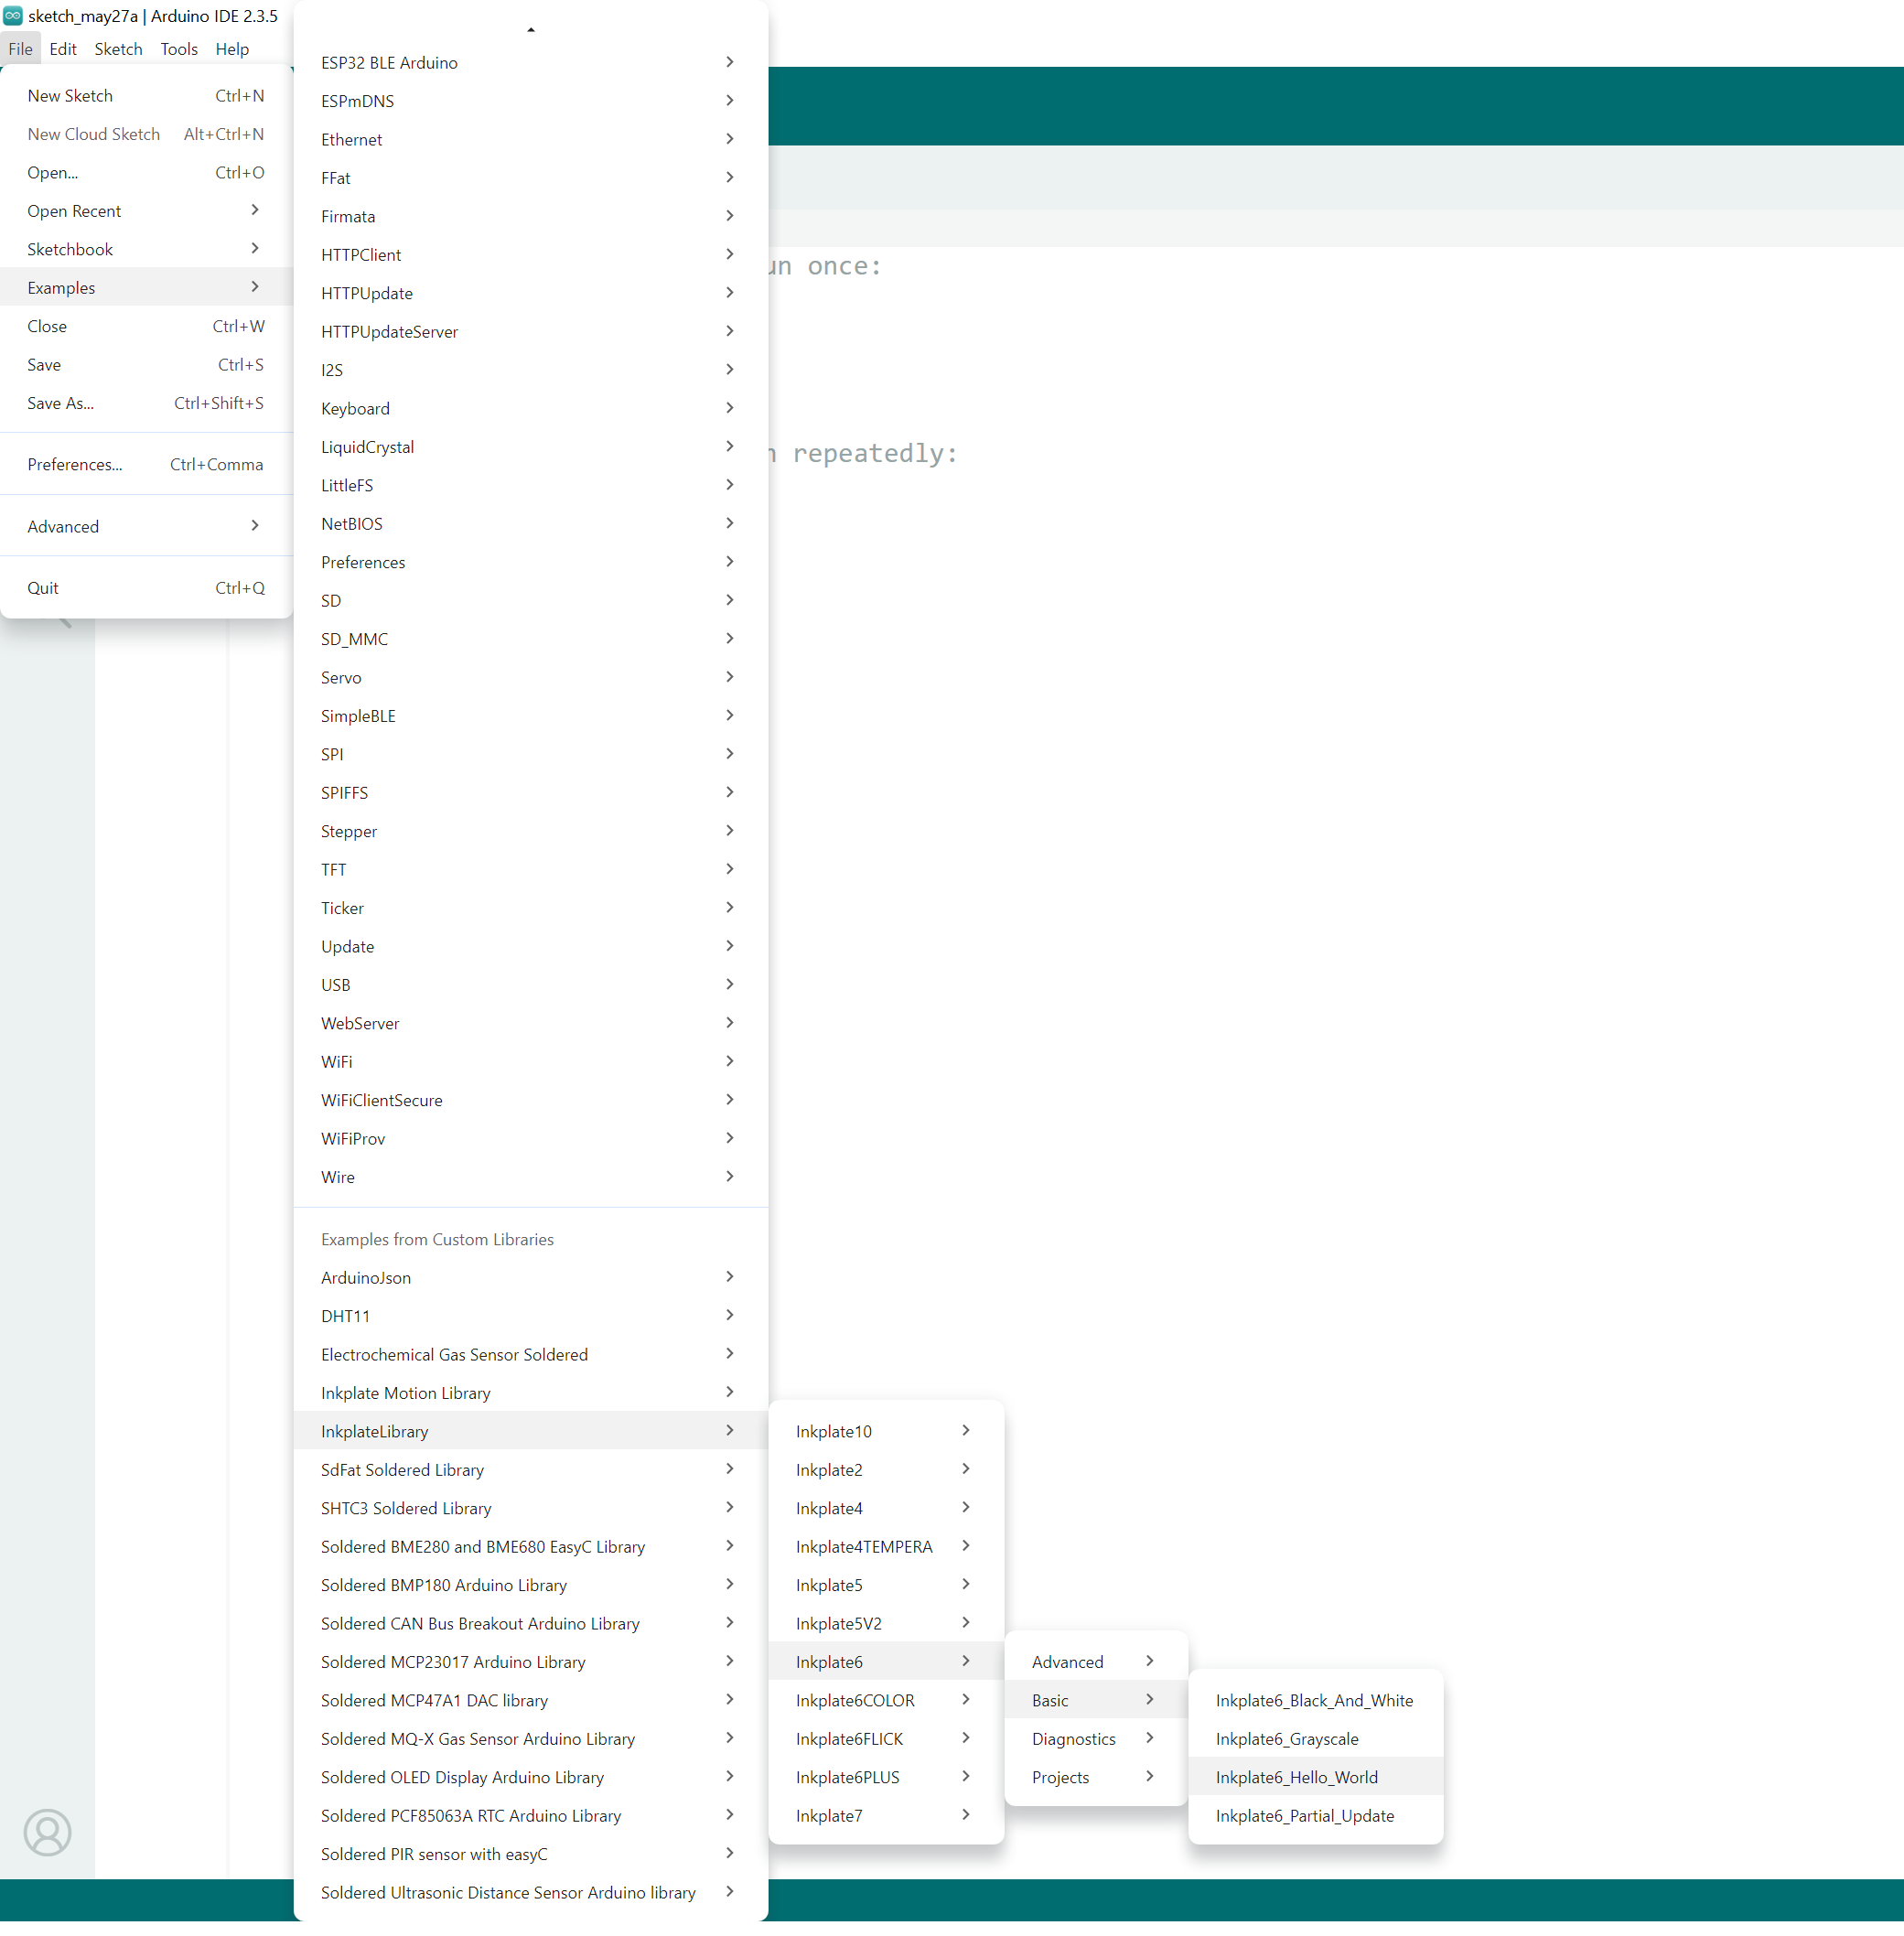 sketch_may27a | Arduino IDE 2.3.5
File Edit Sketch Tools Help
New Sketch Ctrl+N
New Cloud Sketch Alt+Ctrl+N
Open... Ctrl+O
Open Recent
Sketchbook
Examples
Close Ctrl+W
Save Ctrl+S
Save As... Ctrl+Shift+S
Preferences... Ctrl+Comma
Advanced
Quit Ctrl+Q
ESP32 BLE Arduino
ESPmDNS
Ethernet
FFat
Firmata
HTTPClient
HTTPUpdate
HTTPUpdateServer
I2S
Keyboard
LiquidCrystal
LittleFS
NetBIOS
Preferences
SD
SD_MMC
Servo
SimpleBLE
SPI
SPIFFS
Stepper
TFT
Ticker
Update
USB
WebServer
WiFi
WiFiClientSecure
WiFiProv
Wire
Examples from Custom Libraries
ArduinoJson
DHT11
Electrochemical Gas Sensor Soldered
Inkplate Motion Library
InkplateLibrary
SdFat Soldered Library
SHTC3 Soldered Library
Soldered BME280 and BME680 EasyC Library
Soldered BMP180 Arduino Library
Soldered CAN Bus Breakout Arduino Library
Soldered MCP23017 Arduino Library
Soldered MCP47A1 DAC library
Soldered MQ-X Gas Sensor Arduino Library
Soldered OLED Display Arduino Library
Soldered PCF85063A RTC Arduino Library
Soldered PIR sensor with easyC
Soldered Ultrasonic Distance Sensor Arduino library
once:
repeatedly:
Inkplate10
Inkplate2
Inkplate4
Inkplate4TEMPERA
Inkplate5
Inkplate5V2
Inkplate6
Inkplate6COLOR
Inkplate6FLICK
Inkplate6PLUS
Inkplate7
Advanced
Basic
Diagnostics
Projects
Inkplate6_Black_And_White
Inkplate6_Grayscale
Inkplate6_Hello_World
Inkplate6_Partial_Update